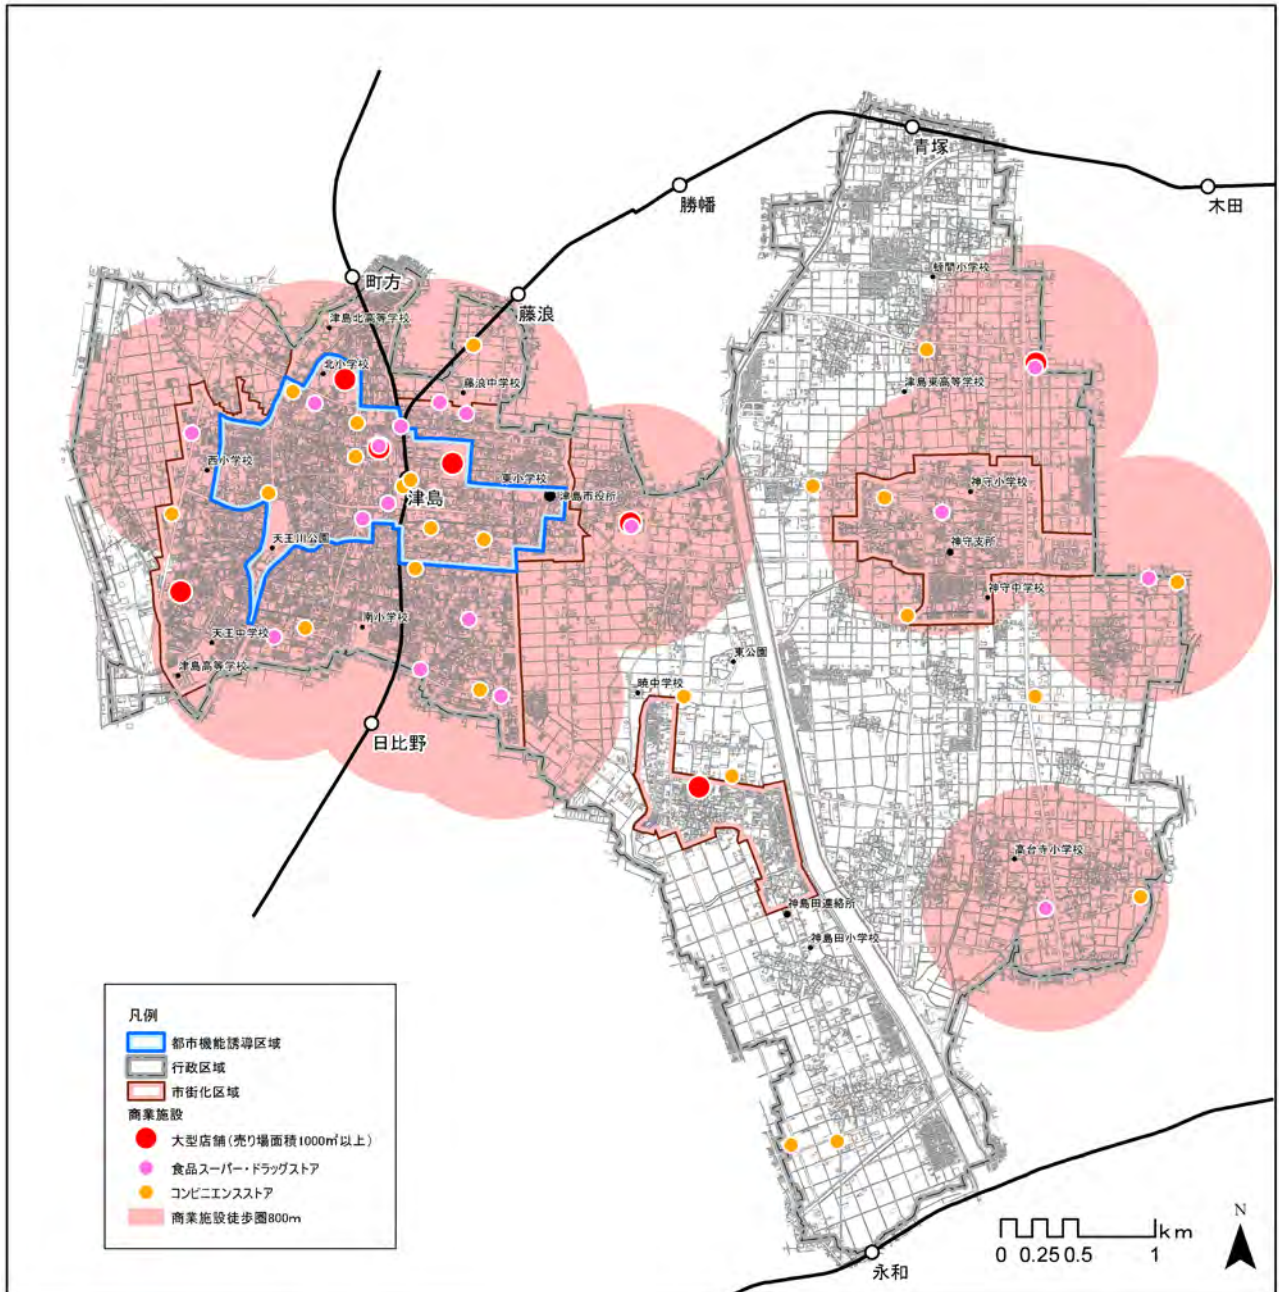 青塚
木田
勝幡
蛭間小学校
町方
藤浪
津島北高等学校
北小学校
藤浪中学校
津島東高等学校
西小学校
東小学校
津島市役所
津島
神守小学校
天王川公園
神守支所
神守中学校
南小学校
天王中学校
津島高等学校
東公園
暁中学校
日比野
高台寺小学校
神島田連絡所
神島田小学校
凡例
都市機能誘導区域
行政区域
市街化区域
商業施設
大型店舗(売り場面積1000㎡以上)
食品スーパー・ドラッグストア
コンビニエンスストア
商業施設徒歩圏800m
N
km
0 0.25 0.5 1
永和